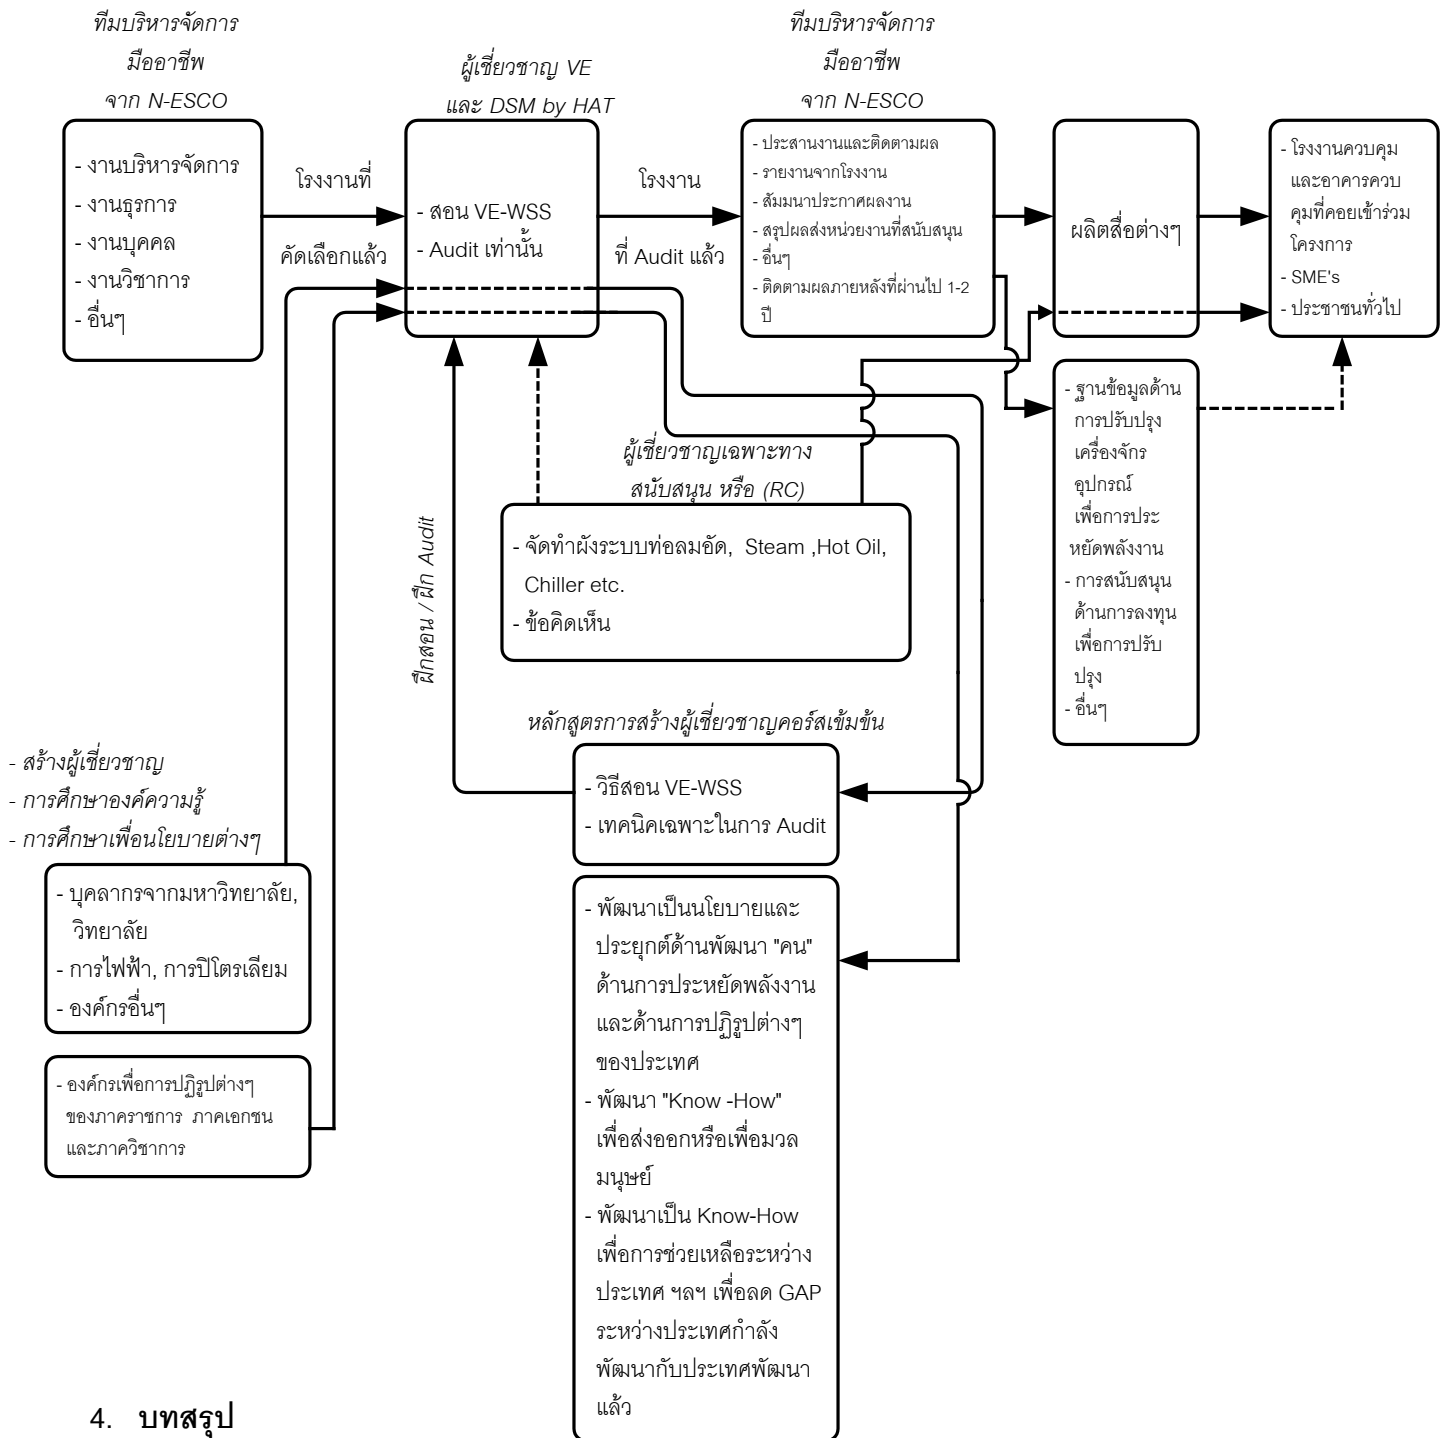 ทีมบริหารจัดการ
มืออาชีพ
จาก N-ESCO
- งานบริหารจัดการ
- งานธุรการ
- งานบุคคล
- งานวิชาการ
- อื่นๆ
โรงงานที่
คัดเลือกแล้ว
ผู้เชี่ยวชาญ VE
และ DSM by HAT
- สอน VE-WSS
- Audit เท่านั้น
โรงงาน
ที่ Audit แล้ว
ทีมบริหารจัดการ
มืออาชีพ
จาก N-ESCO
- ประสานงานและติดตามผล
- รายงานจากโรงงาน
- สัมมนาประกาศผลงาน
- สรุปผลส่งหน่วยงานที่สนับสนุน
- อื่นๆ
- ติดตามผลภายหลังที่ผ่านไป 1-2
ปี
ผลิตสื่อต่างๆ
- โรงงานควบคุม
และอาคารควบ
คุมที่คอยเข้าร่วม
โครงการ
- SME's
- ประชาชนทั่วไป
- ฐานข้อมูลด้าน
การปรับปรุง
เครื่องจักร
อุปกรณ์
เพื่อการประ
หยัดพลังงาน
- การสนับสนุน
ด้านการลงทุน
เพื่อการปรับ
ปรุง
- อื่นๆ
ผู้เชี่ยวชาญเฉพาะทาง
สนับสนุน หรือ (RC)
- จัดทำผังระบบท่อลมอัด, Steam ,Hot Oil,
Chiller etc.
- ข้อคิดเห็น
ฝึกสอน / ฝึก Audit
หลักสูตรการสร้างผู้เชี่ยวชาญคอร์สเข้มข้น
- วิธีสอน VE-WSS
- เทคนิคเฉพาะในการ Audit
- สร้างผู้เชี่ยวชาญ
- การศึกษาองค์ความรู้
- การศึกษาเพื่อนโยบายต่างๆ
- บุคลากรจากมหาวิทยาลัย,
วิทยาลัย
- การไฟฟ้า, การปิโตรเลียม
- องค์กรอื่นๆ
- องค์กรเพื่อการปฏิรูปต่างๆ
ของภาคราชการ ภาคเอกชน
และภาควิชาการ
- พัฒนาเป็นนโยบายและ
ประยุกต์ด้านพัฒนา "คน"
ด้านการประหยัดพลังงาน
และด้านการปฏิรูปต่างๆ
ของประเทศ
- พัฒนา "Know -How"
เพื่อส่งออกหรือเพื่อมวล
มนุษย์
- พัฒนาเป็น Know-How
เพื่อการช่วยเหลือระหว่าง
ประเทศ ฯลฯ เพื่อลด GAP
ระหว่างประเทศกำลัง
พัฒนากับประเทศพัฒนา
แล้ว
4. บทสรุป